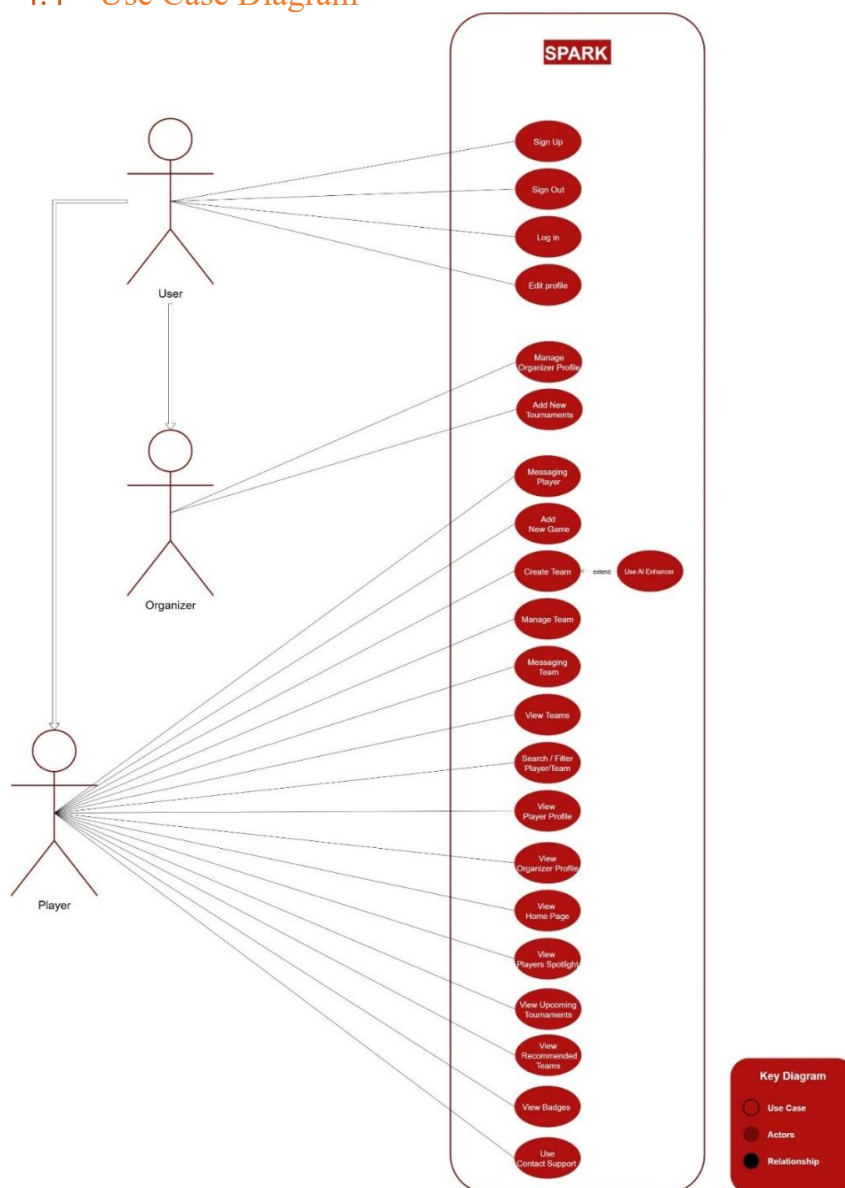 4.4 Use Case Diagram
SPARK
Sign Up
Sign Out
Log in
Edit profile
User
Manage
Organizer Profile
Add New
Tournaments
Organizer
Messaging
Player
Add
New Game
Create Team
extend
Use AI Enhancer
Manage Team
Messaging
Team
View Teams
Search / Filter
Player/Team
View
Player Profile
View
Organizer Profile
Player
View
Home Page
View
Players Spotlight
View Upcoming
Tournaments
View
Recommended
Teams
View Badges
Use
Contact Support
Key Diagram
Use Case
Actors
Relationship